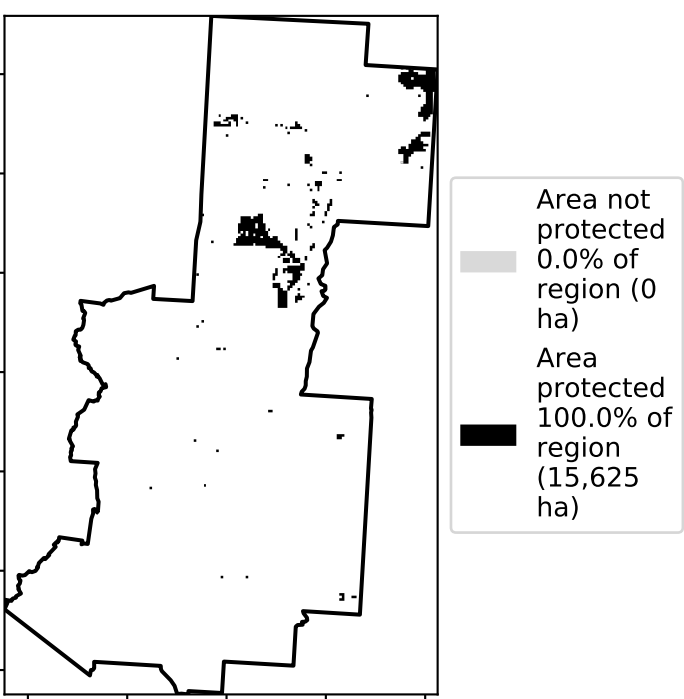 Area not
protected
0.0% of
region (0
ha)
Area
protected
100.0% of
region
(15,625
ha)